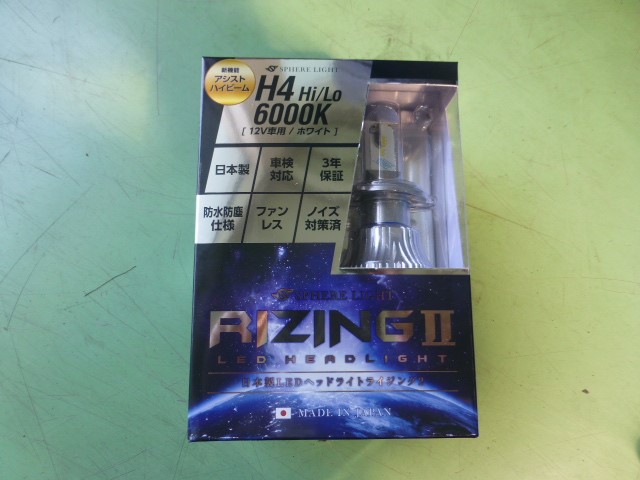 SPHERE LIGHT
新機能
アシスト
ハイビーム
H4 Hi/Lo
6000K
[ 12V車用 / ホワイト ]
日本製
車検
対応
3年
保証
防水防塵
仕様
ファン
レス
ノイズ
対策済
SPHERE LIGHT
RIZING II
LED HEADLIGHT
日本製LEDヘッドライトライジング2
MADE IN JAPAN